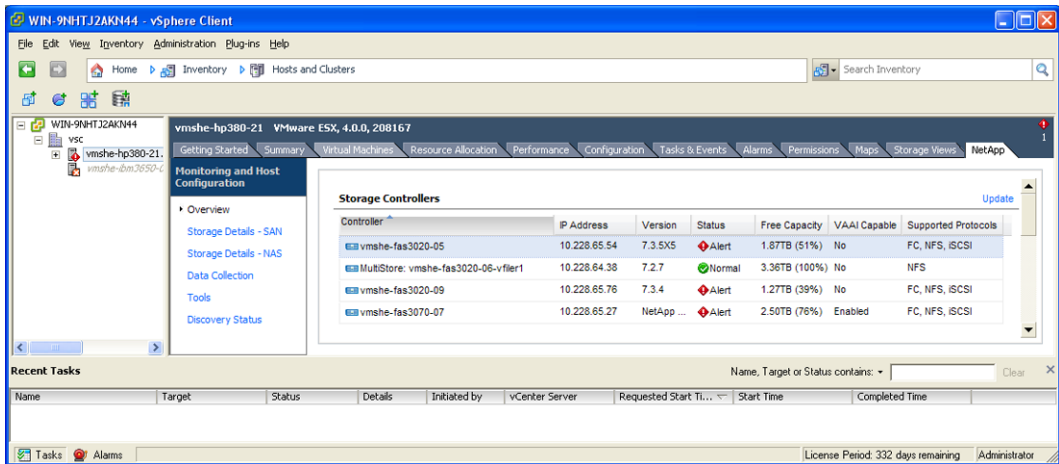 WIN-9NHTJ2AKN44 - vSphere Client
File Edit View Inventory Administration Plug-ins Help
Home Inventory Hosts and Clusters Search Inventory
WIN-9NHTJ2AKN44
vsc
vmshe-hp380-21.
vmshe-ibm3650-0
vmshe-hp380-21 VMware ESX, 4.0.0, 208167
1
Getting Started Summary Virtual Machines Resource Allocation Performance Configuration Tasks & Events Alarms Permissions Maps Storage Views NetApp
Monitoring and Host
Configuration
Overview
Storage Details - SAN
Storage Details - NAS
Data Collection
Tools
Discovery Status
Storage Controllers Update
Controller IP Address Version Status Free Capacity VAAI Capable Supported Protocols
vmshe-fas3020-05 10.228.65.54 7.3.5X5 Alert 1.87TB (51%) No FC, NFS, iSCSI
MultiStore: vmshe-fas3020-06-vfiler1 10.228.64.38 7.2.7 Normal 3.36TB (100%) No NFS
vmshe-fas3020-09 10.228.65.76 7.3.4 Alert 1.27TB (39%) No FC, NFS, iSCSI
vmshe-fas3070-07 10.228.65.27 NetApp ... Alert 2.50TB (76%) Enabled FC, NFS, iSCSI
Recent Tasks Name, Target or Status contains: Clear
Name Target Status Details Initiated by vCenter Server Requested Start Ti... Start Time Completed Time
Tasks Alarms License Period: 332 days remaining Administrator